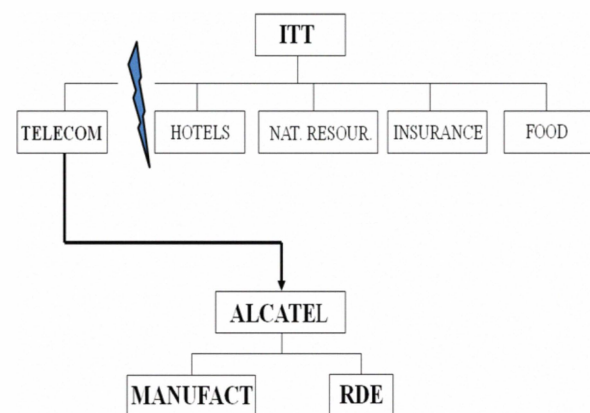 ITT
TELECOM
HOTELS
NAT. RESOUR.
INSURANCE
FOOD
ALCATEL
MANUFACT
RDE